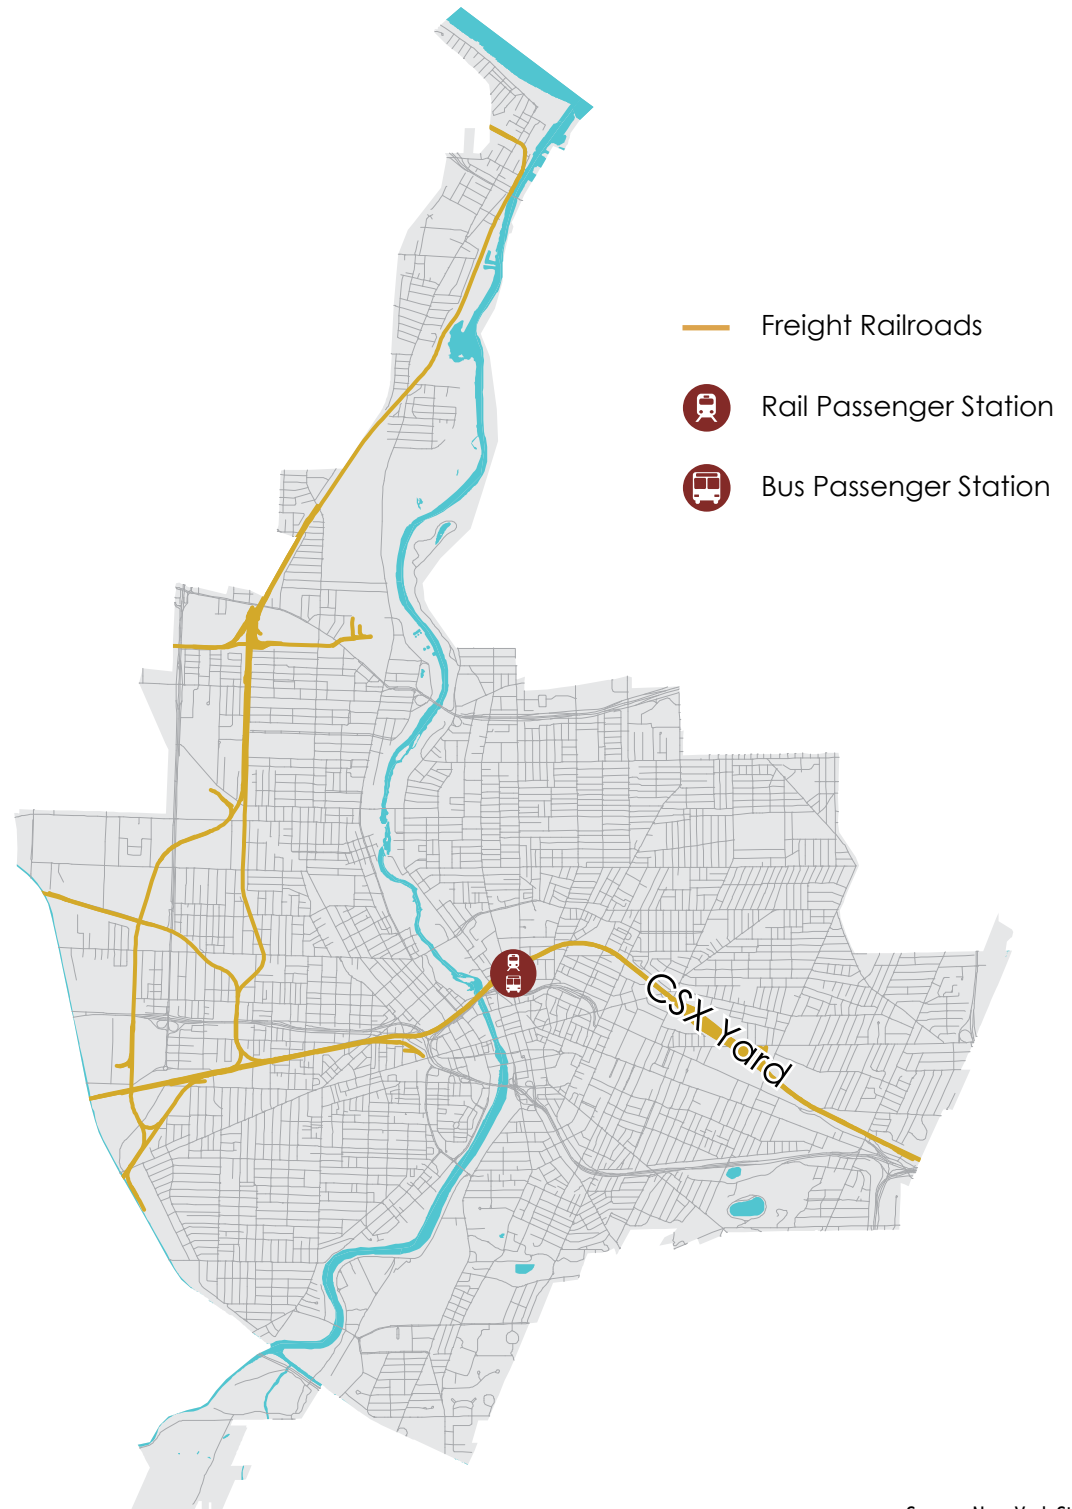 Freight Railroads
Rail Passenger Station
Bus Passenger Station
CSX Yard